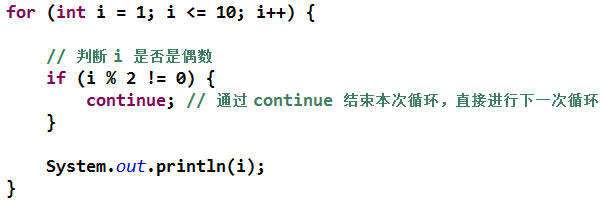 for (int i = 1; i <= 10; i++) {
// 判断 i 是否是偶数
if (i % 2 != 0) {
continue; // 通过 continue 结束本次循环，直接进行下一次循环
}
System.out.println(i);
}